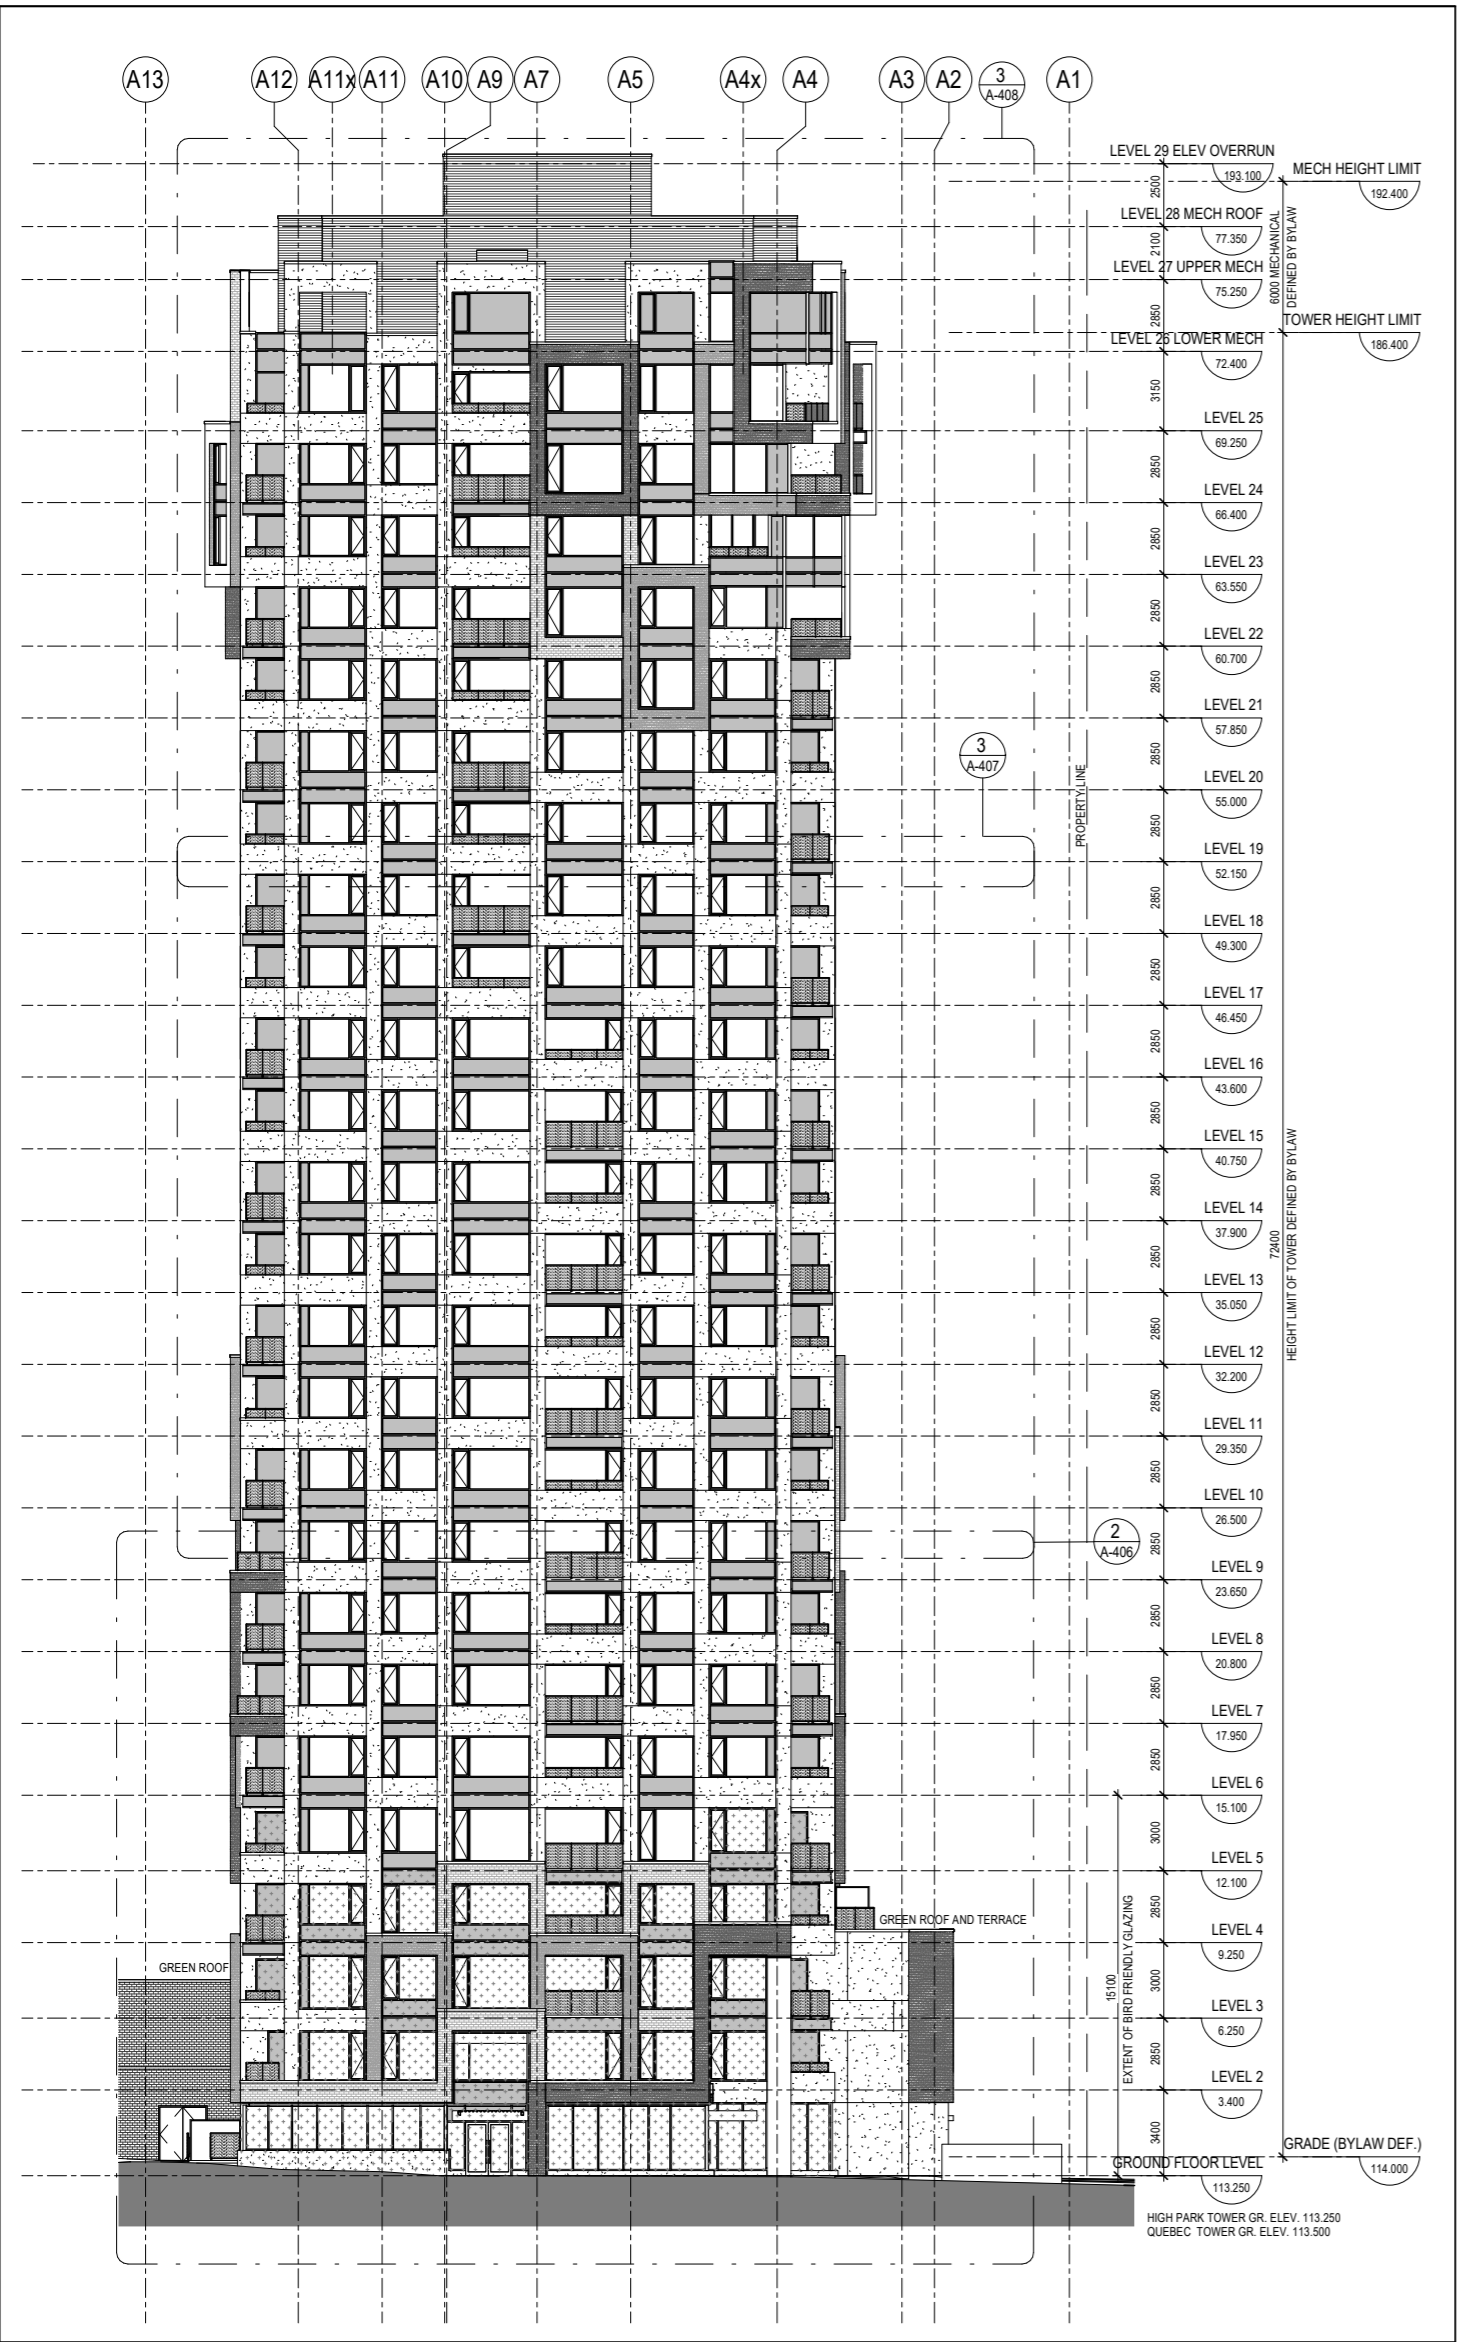 A13 A12 A11x A11 A10 A9 A7 A5 A4x A4 A3 A2 A1
3
A-408
LEVEL 29 ELEV OVERRUN
193.100
MECH HEIGHT LIMIT
192.400
2500
LEVEL 28 MECH ROOF
77.350
6000 MECHANICAL
DEFINED BY BYLAW
2100
LEVEL 27 UPPER MECH
75.250
2850
TOWER HEIGHT LIMIT
186.400
LEVEL 26 LOWER MECH
72.400
3150
LEVEL 25
69.250
2850
LEVEL 24
66.400
2850
LEVEL 23
63.550
2850
LEVEL 22
60.700
2850
LEVEL 21
57.850
2850
3
A-407
PROPERTY LINE
LEVEL 20
55.000
2850
LEVEL 19
52.150
2850
LEVEL 18
49.300
2850
LEVEL 17
46.450
2850
LEVEL 16
43.600
2850
LEVEL 15
40.750
2850
LEVEL 14
37.900
72400
HEIGHT LIMIT OF TOWER DEFINED BY BYLAW
2850
LEVEL 13
35.050
2850
LEVEL 12
32.200
2850
LEVEL 11
29.350
2850
LEVEL 10
26.500
2
A-406
2850
LEVEL 9
23.650
2850
LEVEL 8
20.800
2850
LEVEL 7
17.950
2850
LEVEL 6
15.100
3000
LEVEL 5
12.100
2850
GREEN ROOF AND TERRACE
LEVEL 4
9.250
GREEN ROOF
15100
EXTENT OF BIRD FRIENDLY GLAZING
3000
LEVEL 3
6.250
2850
LEVEL 2
3.400
3400
GRADE (BYLAW DEF.)
114.000
GROUND FLOOR LEVEL
113.250
HIGH PARK TOWER GR. ELEV. 113.250
QUEBEC TOWER GR. ELEV. 113.500